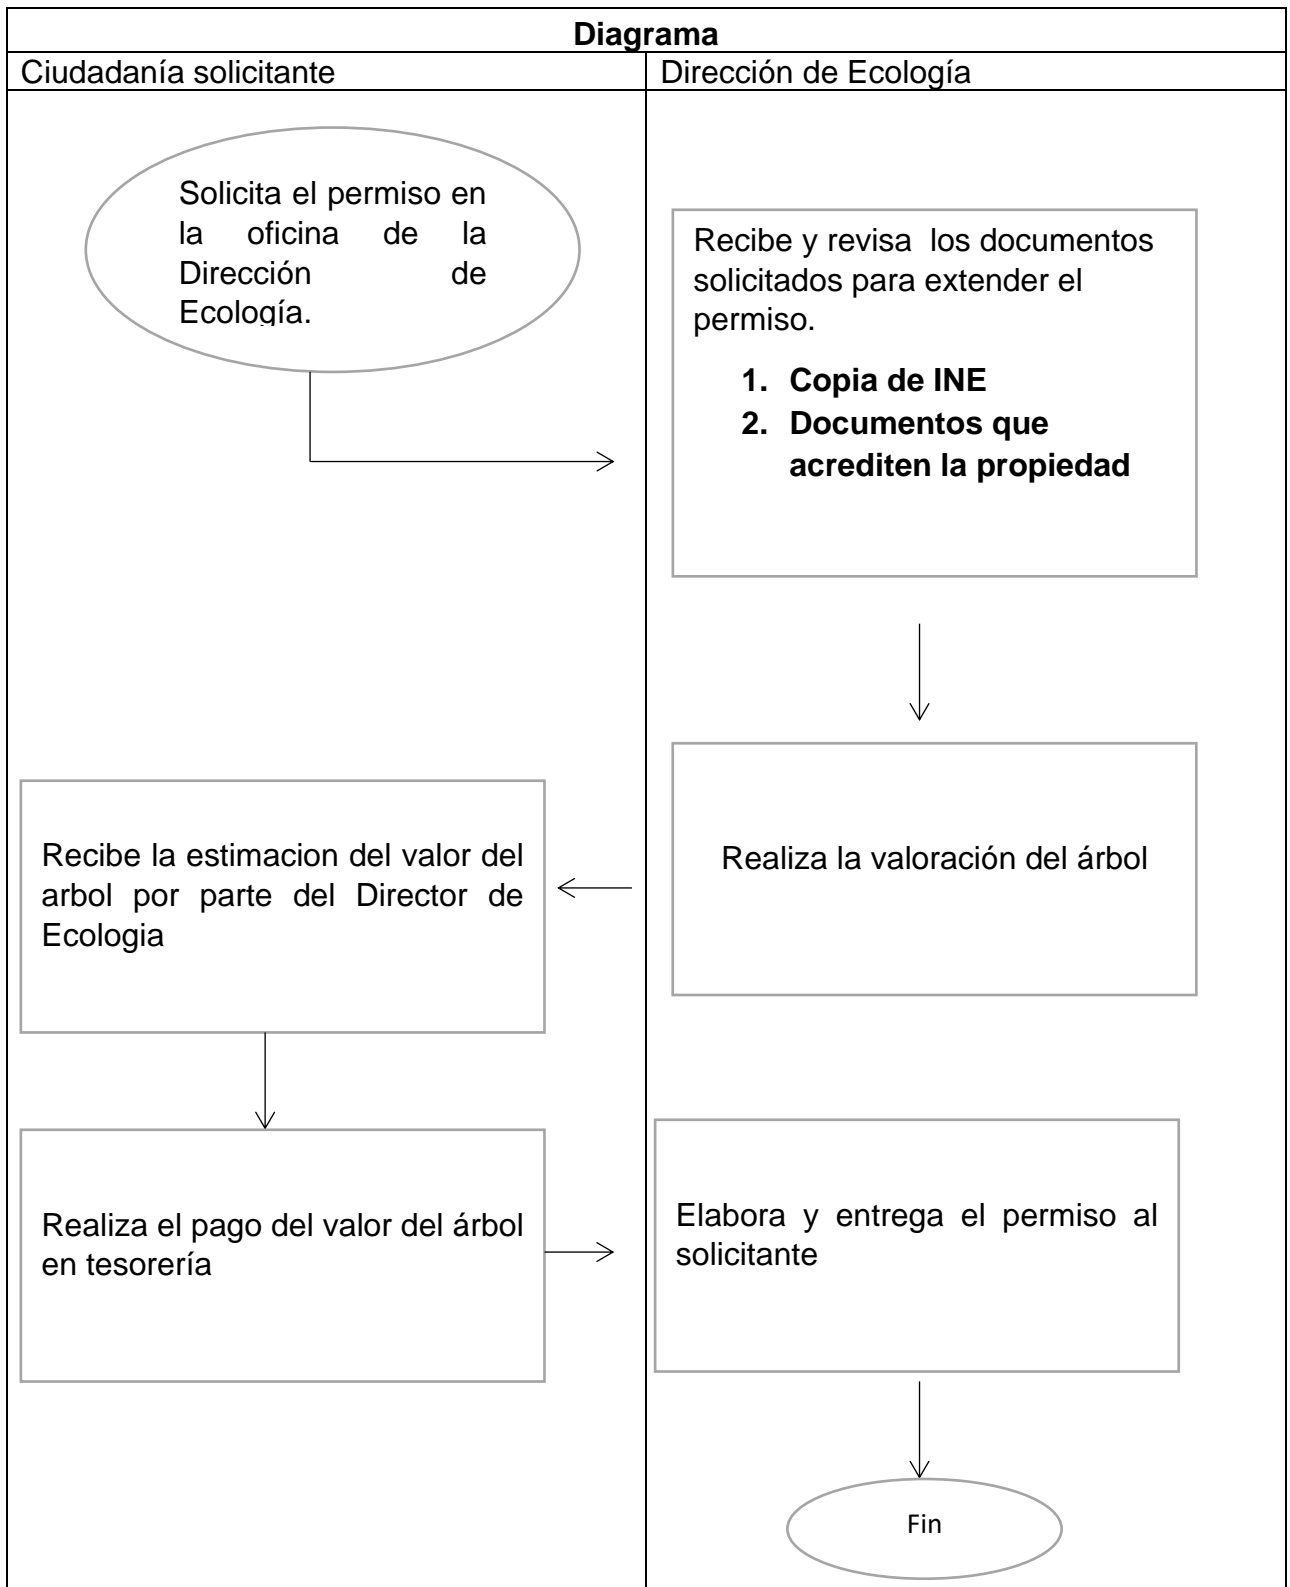 Diagrama
Ciudadanía solicitante
Dirección de Ecología
Solicita el permiso en
la oficina de la
Dirección de
Ecología.
Recibe y revisa los documentos
solicitados para extender el
permiso.
1. Copia de INE
2. Documentos que
acrediten la propiedad
Realiza la valoración del árbol
Recibe la estimacion del valor del
arbol por parte del Director de
Ecologia
Realiza el pago del valor del árbol
en tesorería
Elabora y entrega el permiso al
solicitante
Fin